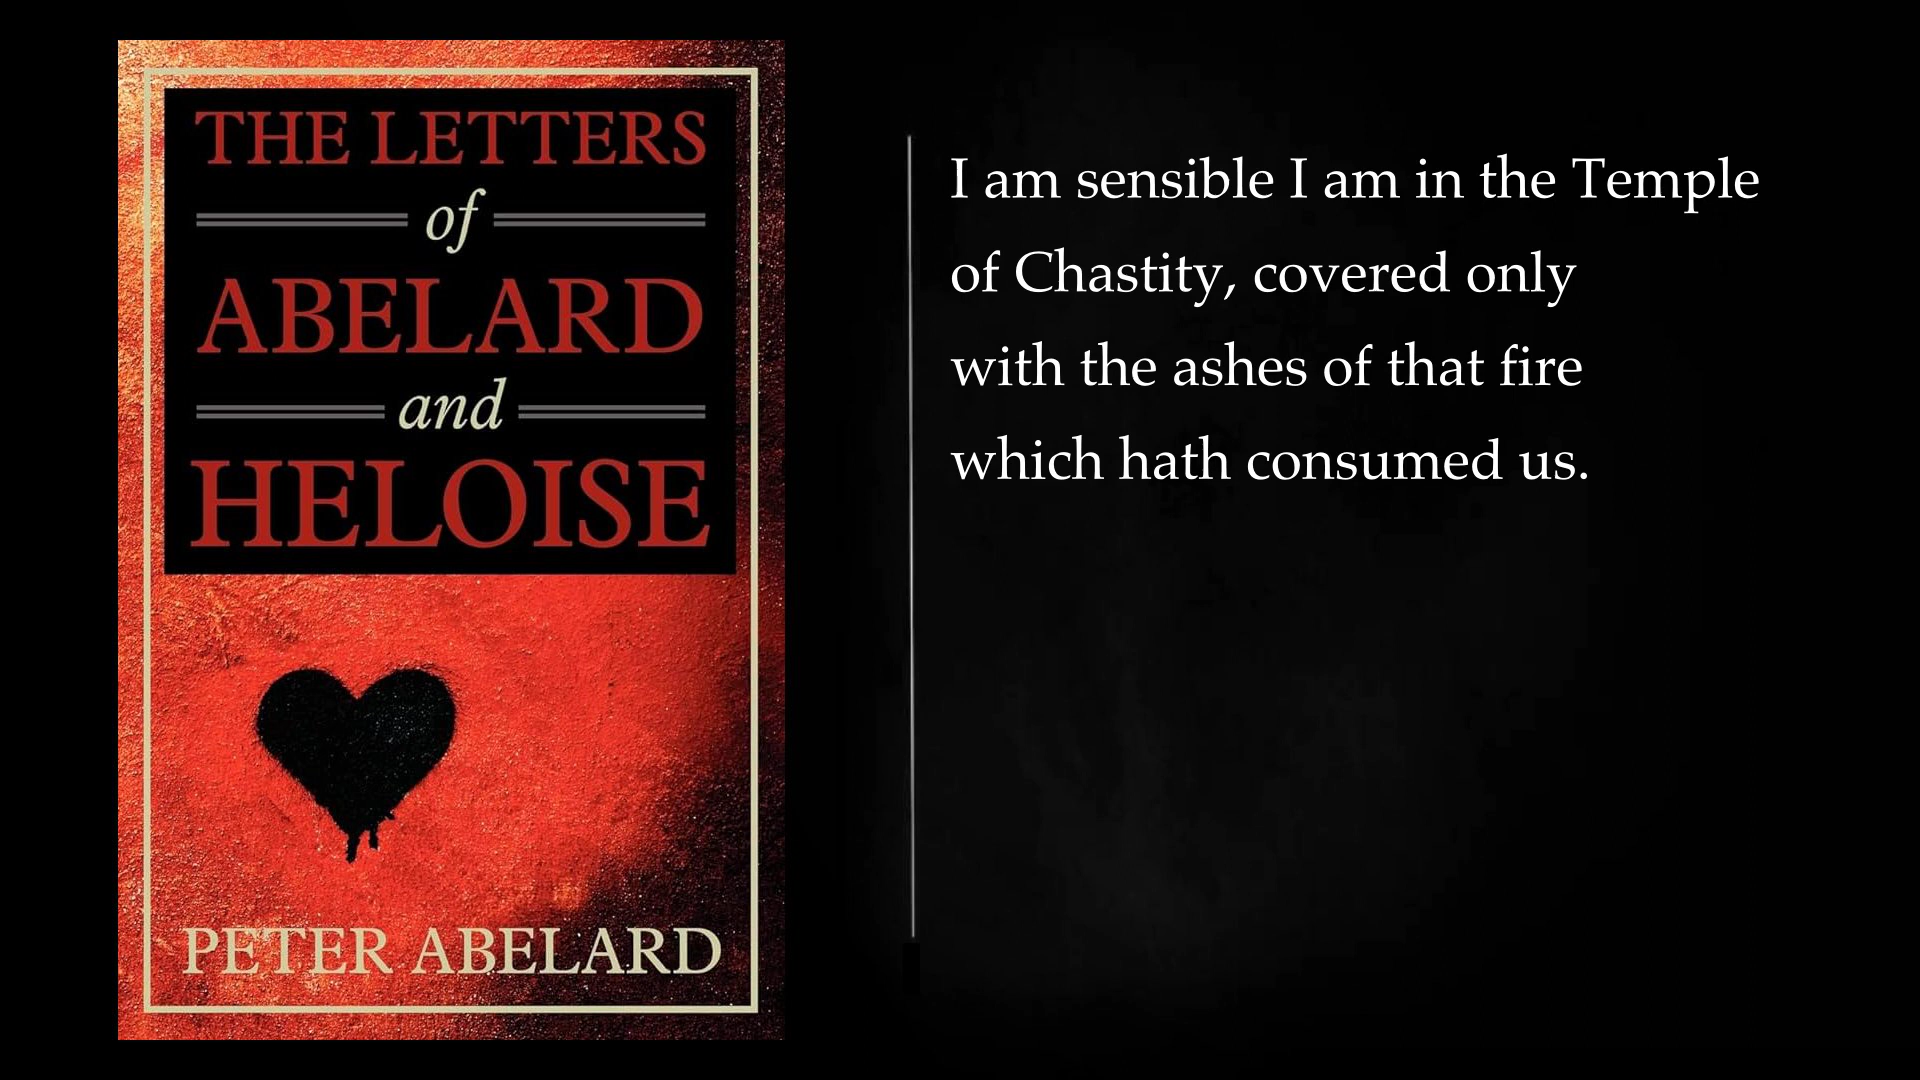 THE LETTERS
of
ABELARD
and
HELOISE
PETER ABELARD
I am sensible I am in the Temple
of Chastity, covered only
with the ashes of that fire
which hath consumed us.